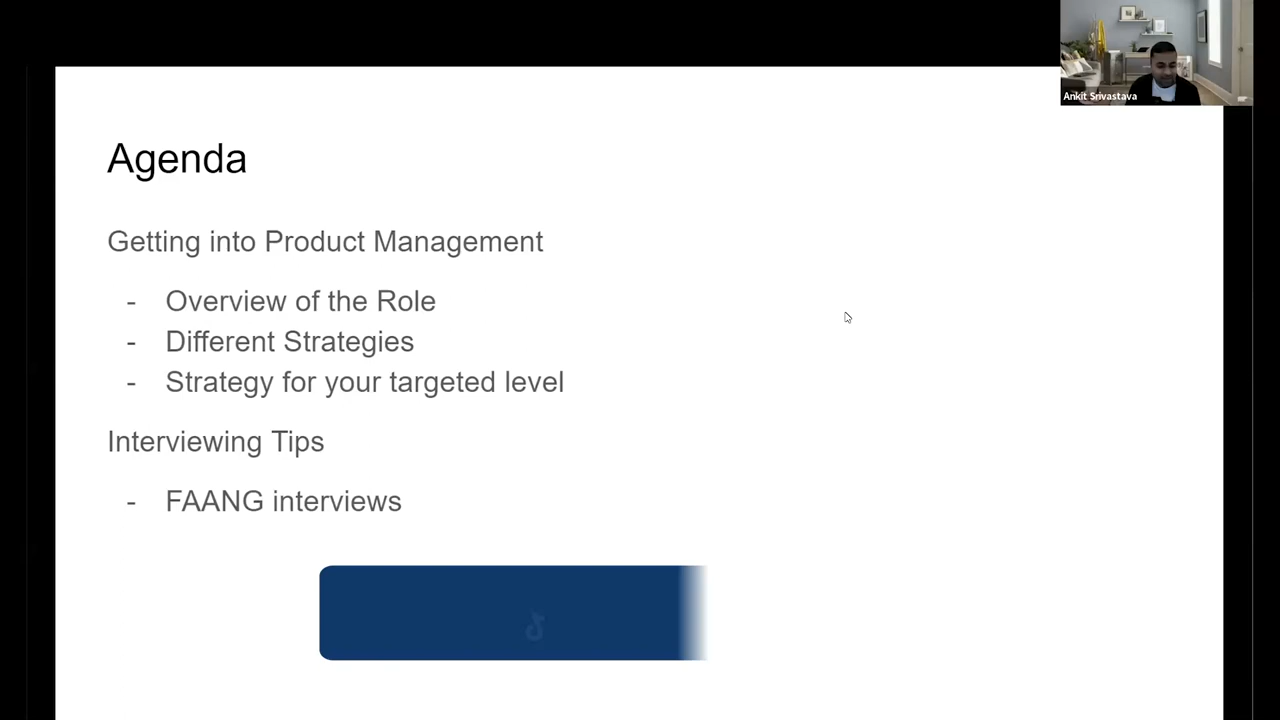 Ankit Srivastava
Agenda
Getting into Product Management
- Overview of the Role
- Different Strategies
- Strategy for your targeted level
Interviewing Tips
- FAANG interviews